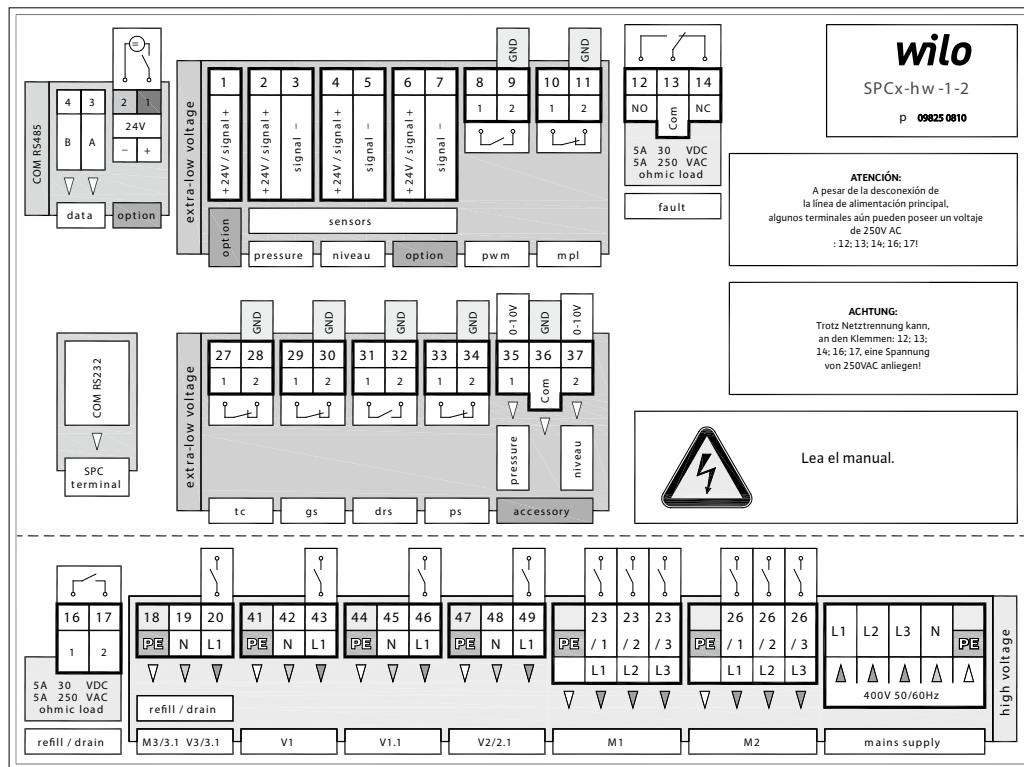 COM RS485
4 3
B A
data
2 1
24V
– +
option
extra-low voltage
1 2 3 4 5 6 7
+24V / signal+
+24V / signal+
signal –
+24V / signal+
signal –
+24V / signal+
signal –
option
sensors
pressure niveau option pwm mpl
GND
8 9
1 2
GND
10 11
1 2
12 13 14
NO Com NC
5A 30 VDC
5A 250 VAC
ohmic load
fault
wilo
SPCx-hw -1-2
p 09825 0810
ATENCIÓN:
A pesar de la desconexión de
la línea de alimentación principal,
algunos terminales aún pueden poseer un voltaje
de 250V AC
: 12; 13; 14; 16; 17!
ACHTUNG:
Trotz Netztrennung kann,
an den Klemmen: 12; 13;
14; 16; 17, eine Spannung
von 250VAC anliegen!
Lea el manual.
COM RS232
SPC
terminal
extra-low voltage
GND
27 28
1 2
tc
GND
29 30
1 2
gs
GND
31 32
1 2
drs
GND
33 34
1 2
ps
0-10V GND 0-10V
35 36 37
1 Com 2
pressure
niveau
accessory
16 17
1 2
5A 30 VDC
5A 250 VAC
ohmic load
refill / drain
18 19 20
PE N L1
refill / drain
M3/3.1 V3/3.1
41 42 43
PE N L1
V1
44 45 46
PE N L1
V1.1
47 48 49
PE N L1
V2/2.1
23 23 23
PE / 1 / 2 / 3
L1 L2 L3
M1
26 26 26
PE / 1 / 2 / 3
L1 L2 L3
M2
L1 L2 L3 N PE
400V 50/60Hz
mains supply
high voltage